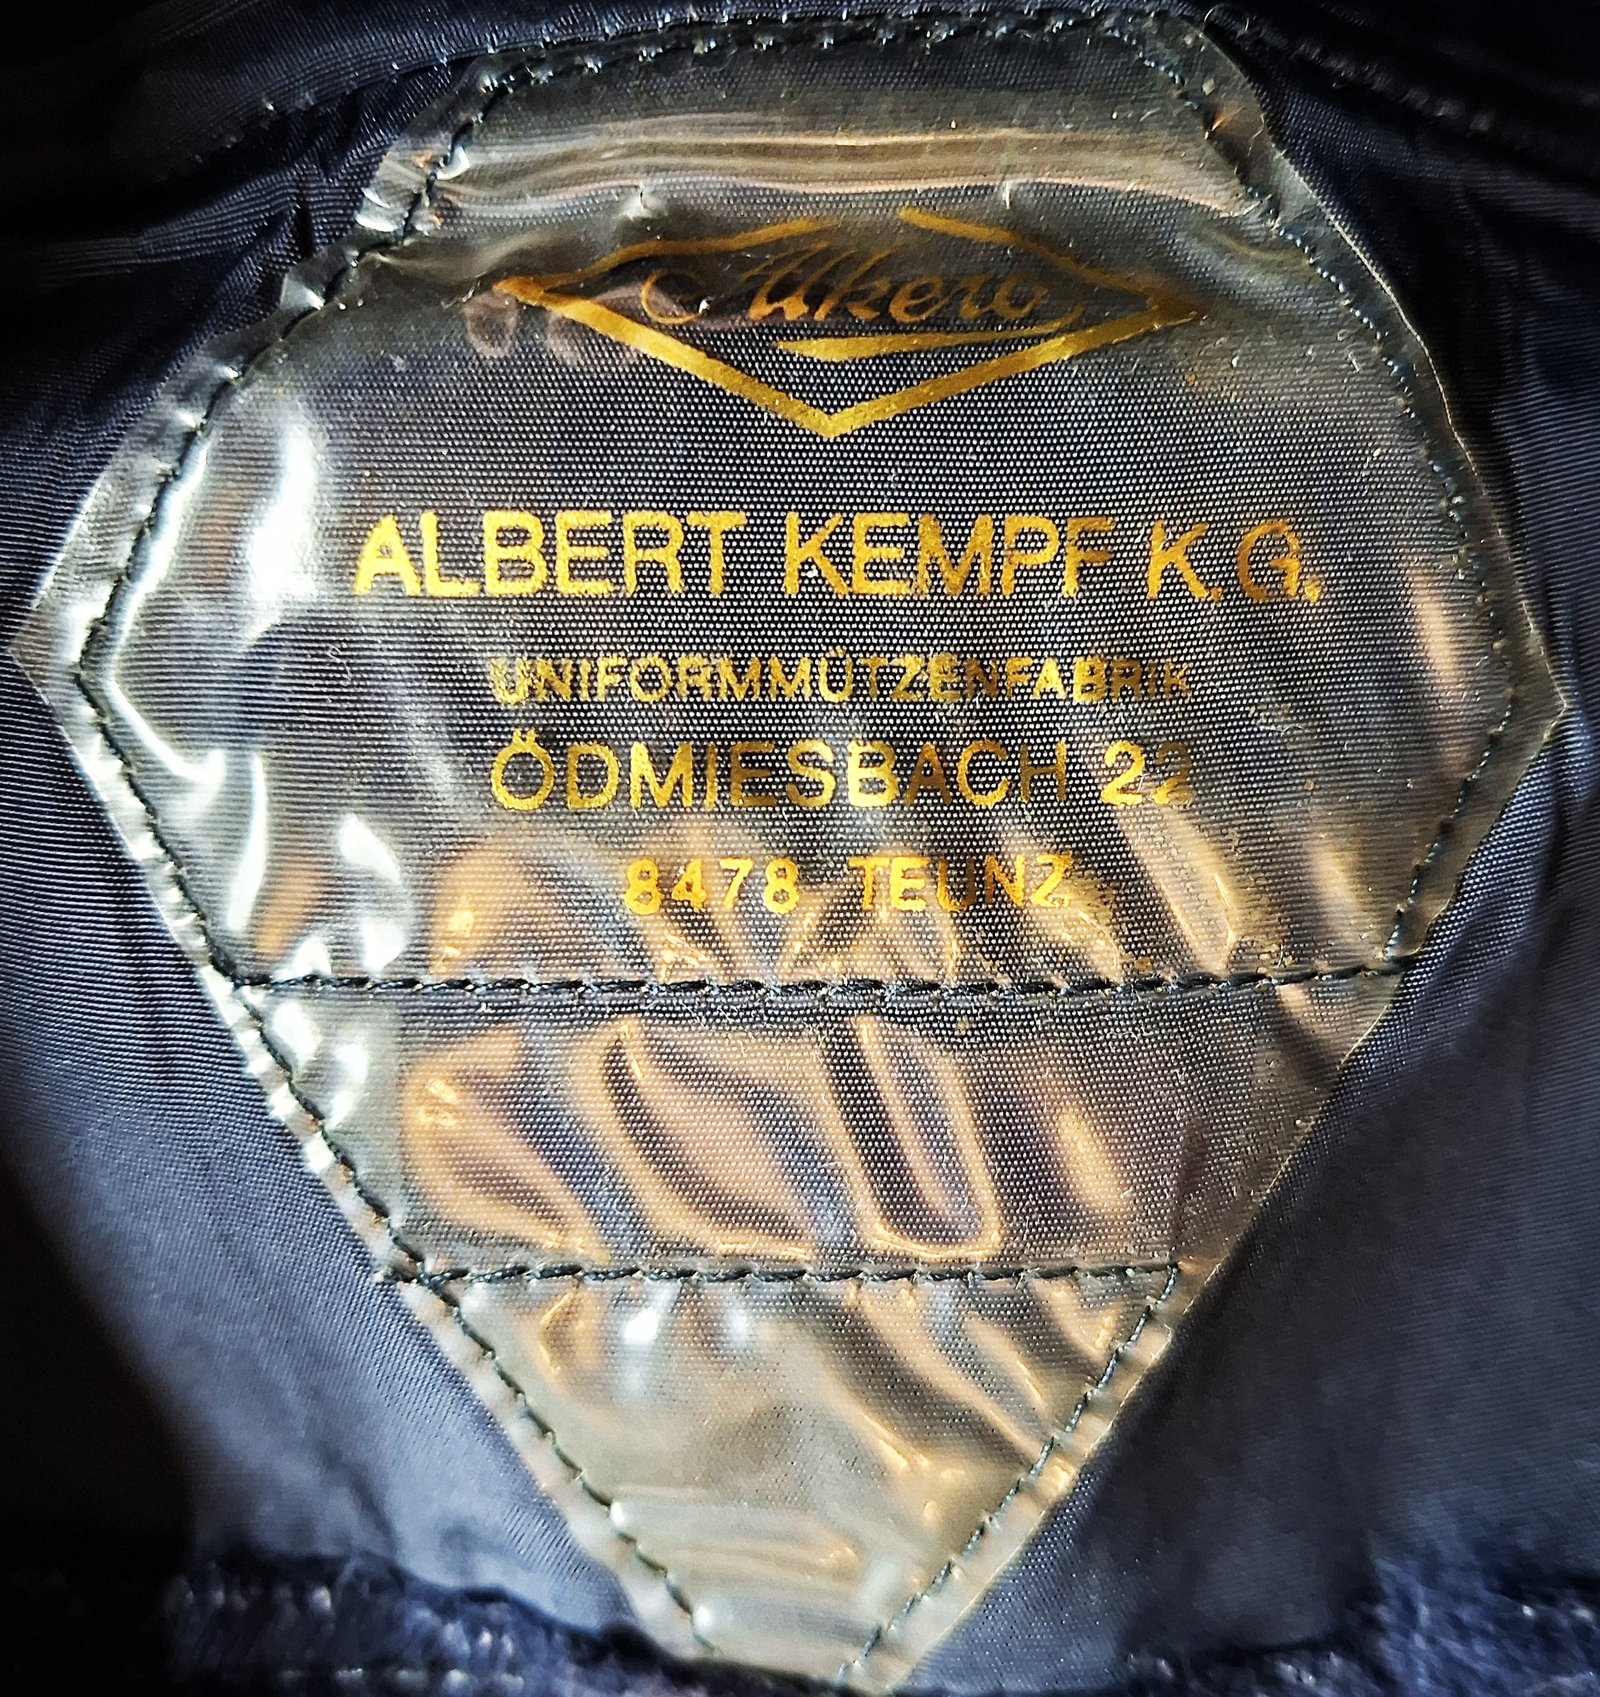 Alkero
ALBERT KEMPF K.G.
UNIFORMMÜTZENFABRIK
ÖDMIESBACH 22
8478 TEUNZ